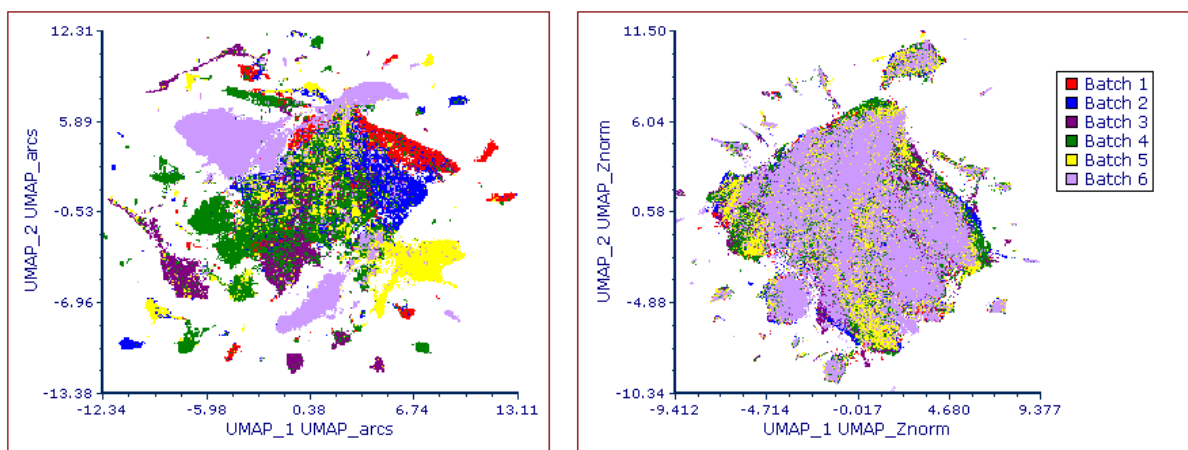 12.31
5.89
-0.53
-6.96
-13.38
UMAP_2 UMAP_arcs
-12.34 -5.98 0.38 6.74 13.11
UMAP_1 UMAP_arcs
11.50
6.04
0.58
-4.88
-10.34
UMAP_2 UMAP_Znorm
-9.412 -4.714 -0.017 4.680 9.377
UMAP_1 UMAP_Znorm
Batch 1
Batch 2
Batch 3
Batch 4
Batch 5
Batch 6